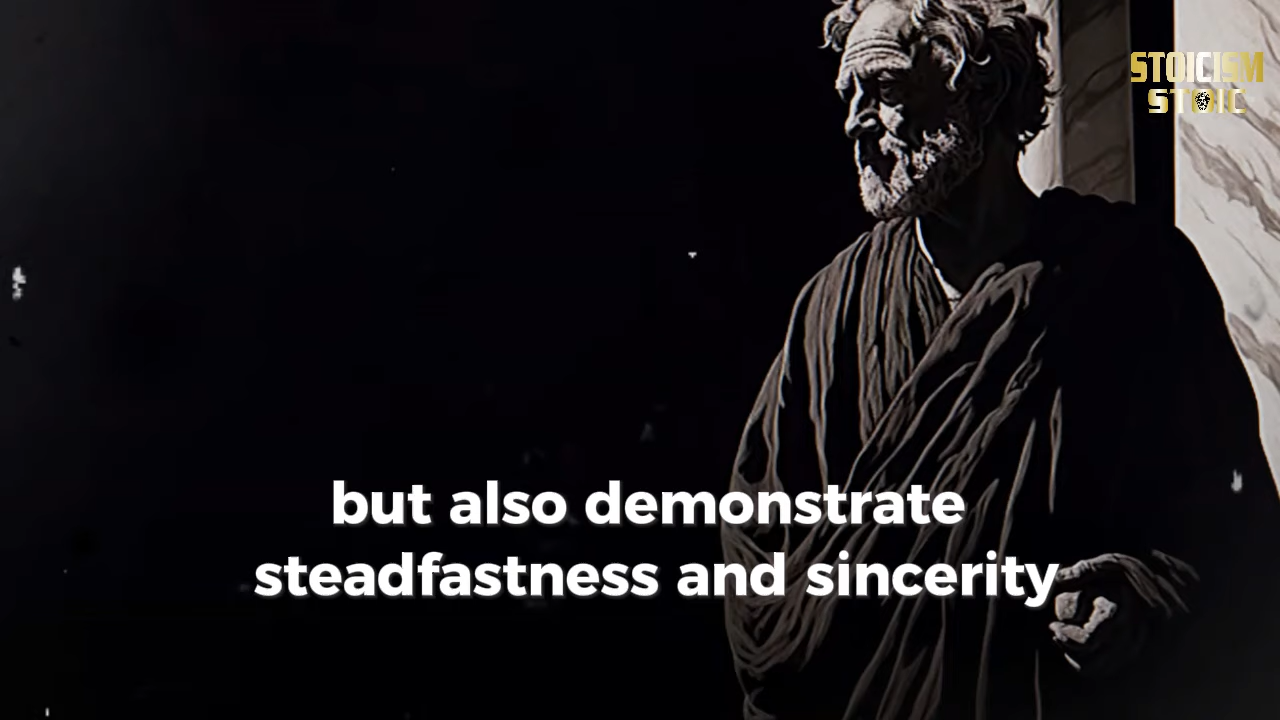 STOICISM
STOIC
but also demonstrate
steadfastness and sincerity